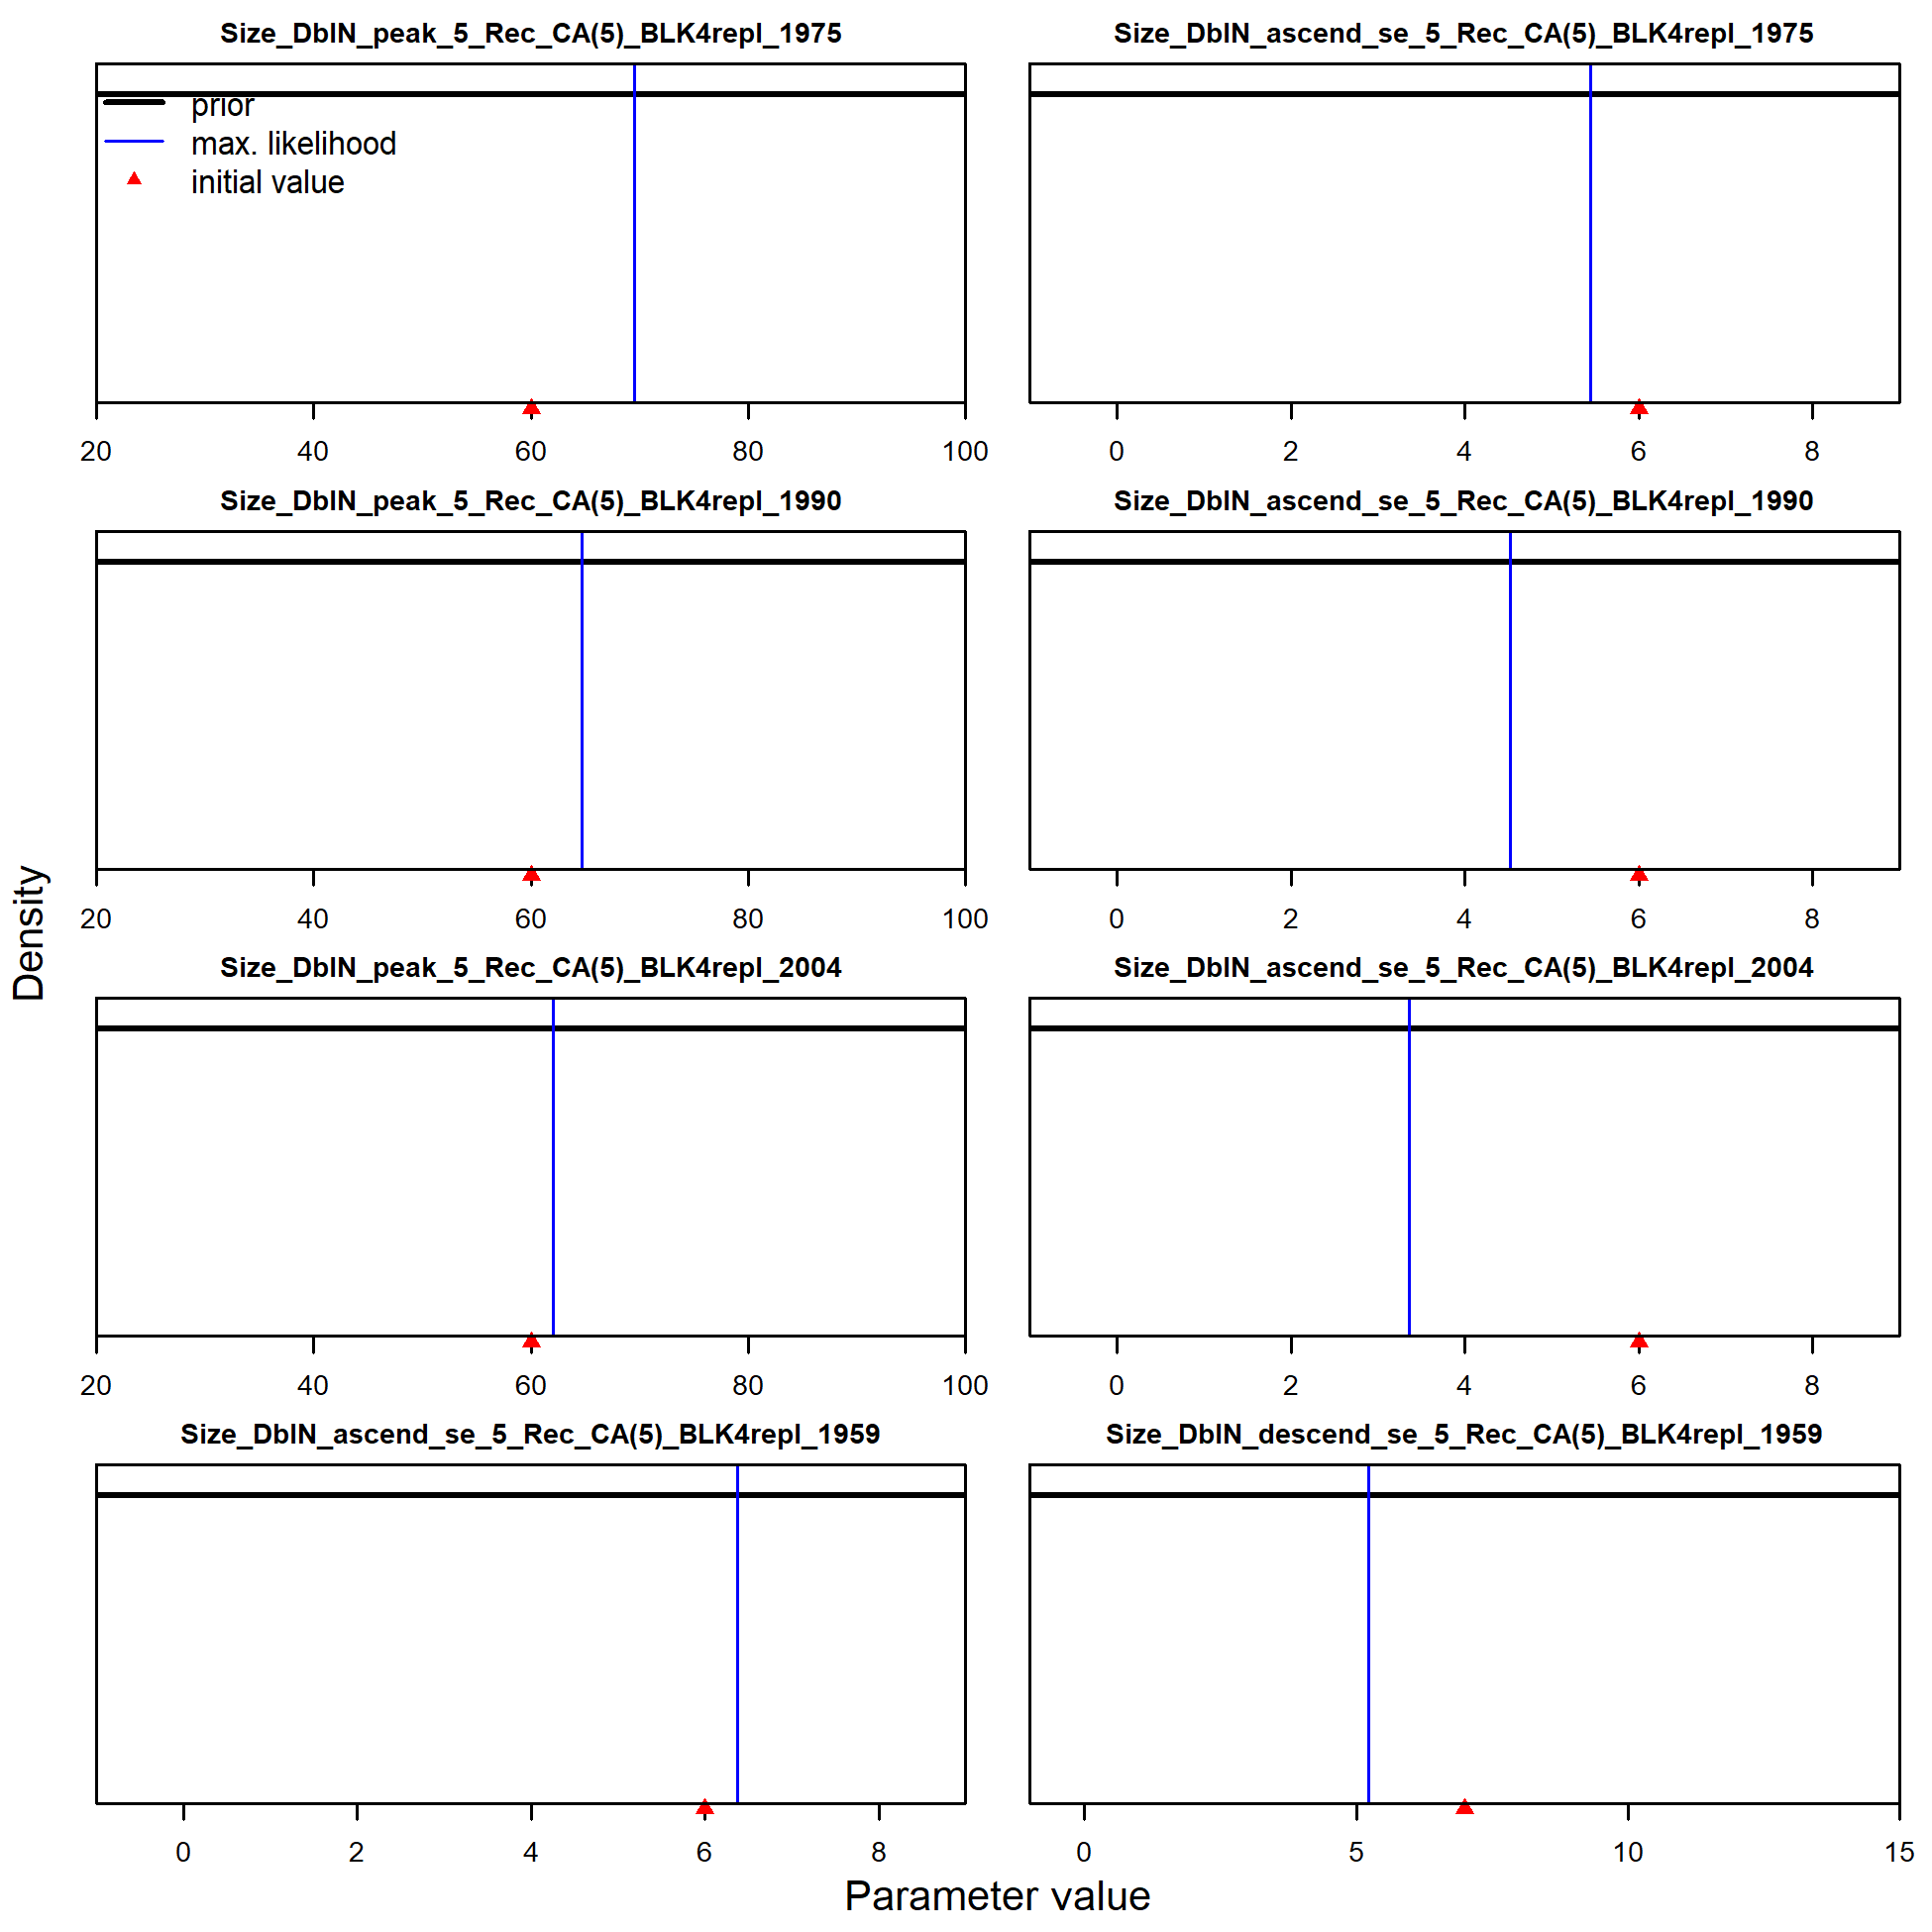 Size_DblN_peak_5_Rec_CA(5)_BLK4repl_1975
Size_DblN_ascend_se_5_Rec_CA(5)_BLK4repl_1975
prior
max. likelihood
initial value
20 40 60 80 100
0 2 4 6 8
Size_DblN_peak_5_Rec_CA(5)_BLK4repl_1990
Size_DblN_ascend_se_5_Rec_CA(5)_BLK4repl_1990
20 40 60 80 100
0 2 4 6 8
Density
Size_DblN_peak_5_Rec_CA(5)_BLK4repl_2004
Size_DblN_ascend_se_5_Rec_CA(5)_BLK4repl_2004
20 40 60 80 100
0 2 4 6 8
Size_DblN_ascend_se_5_Rec_CA(5)_BLK4repl_1959
Size_DblN_descend_se_5_Rec_CA(5)_BLK4repl_1959
0 2 4 6 8
0 5 10 15
Parameter value